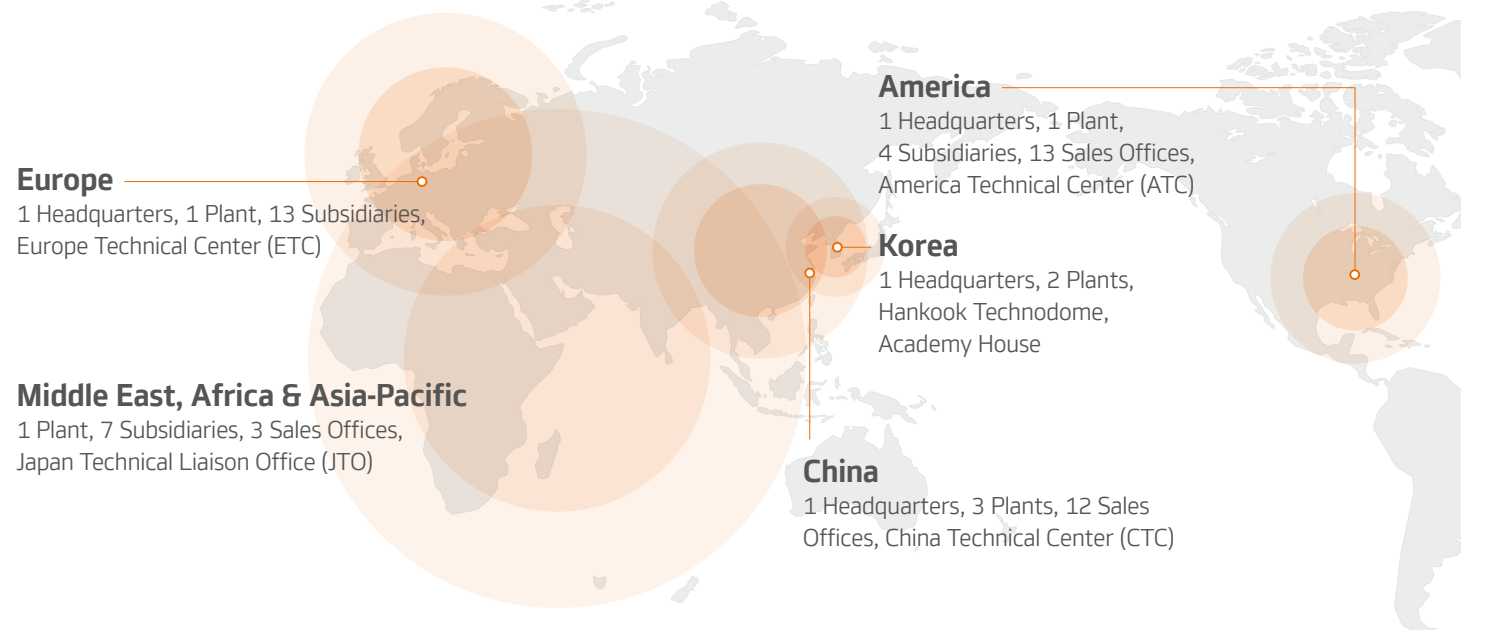 Europe
1 Headquarters, 1 Plant, 13 Subsidiaries,
Europe Technical Center (ETC)
Middle East, Africa & Asia-Pacific
1 Plant, 7 Subsidiaries, 3 Sales Offices,
Japan Technical Liaison Office (JTO)
America
1 Headquarters, 1 Plant,
4 Subsidiaries, 13 Sales Offices,
America Technical Center (ATC)
Korea
1 Headquarters, 2 Plants,
Hankook Technodome,
Academy House
China
1 Headquarters, 3 Plants, 12 Sales
Offices, China Technical Center (CTC)